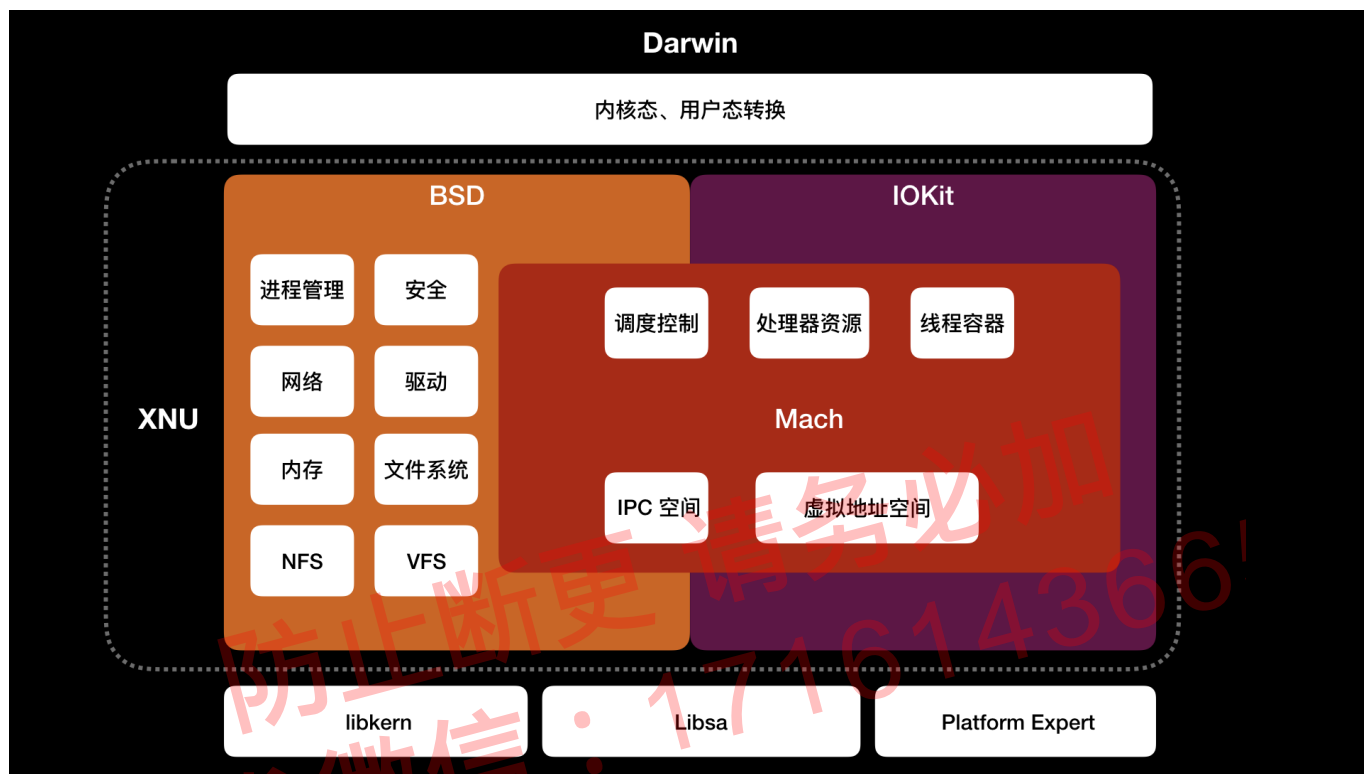 Darwin
内核态、用户态转换
BSD
IOKit
进程管理
安全
调度控制
处理器资源
线程容器
网络
驱动
XNU
Mach
内存
文件系统
IPC 空间
虚拟地址空间
NFS
VFS
防止断更 请务必加
微信：171614366
libkern
Libsa
Platform Expert